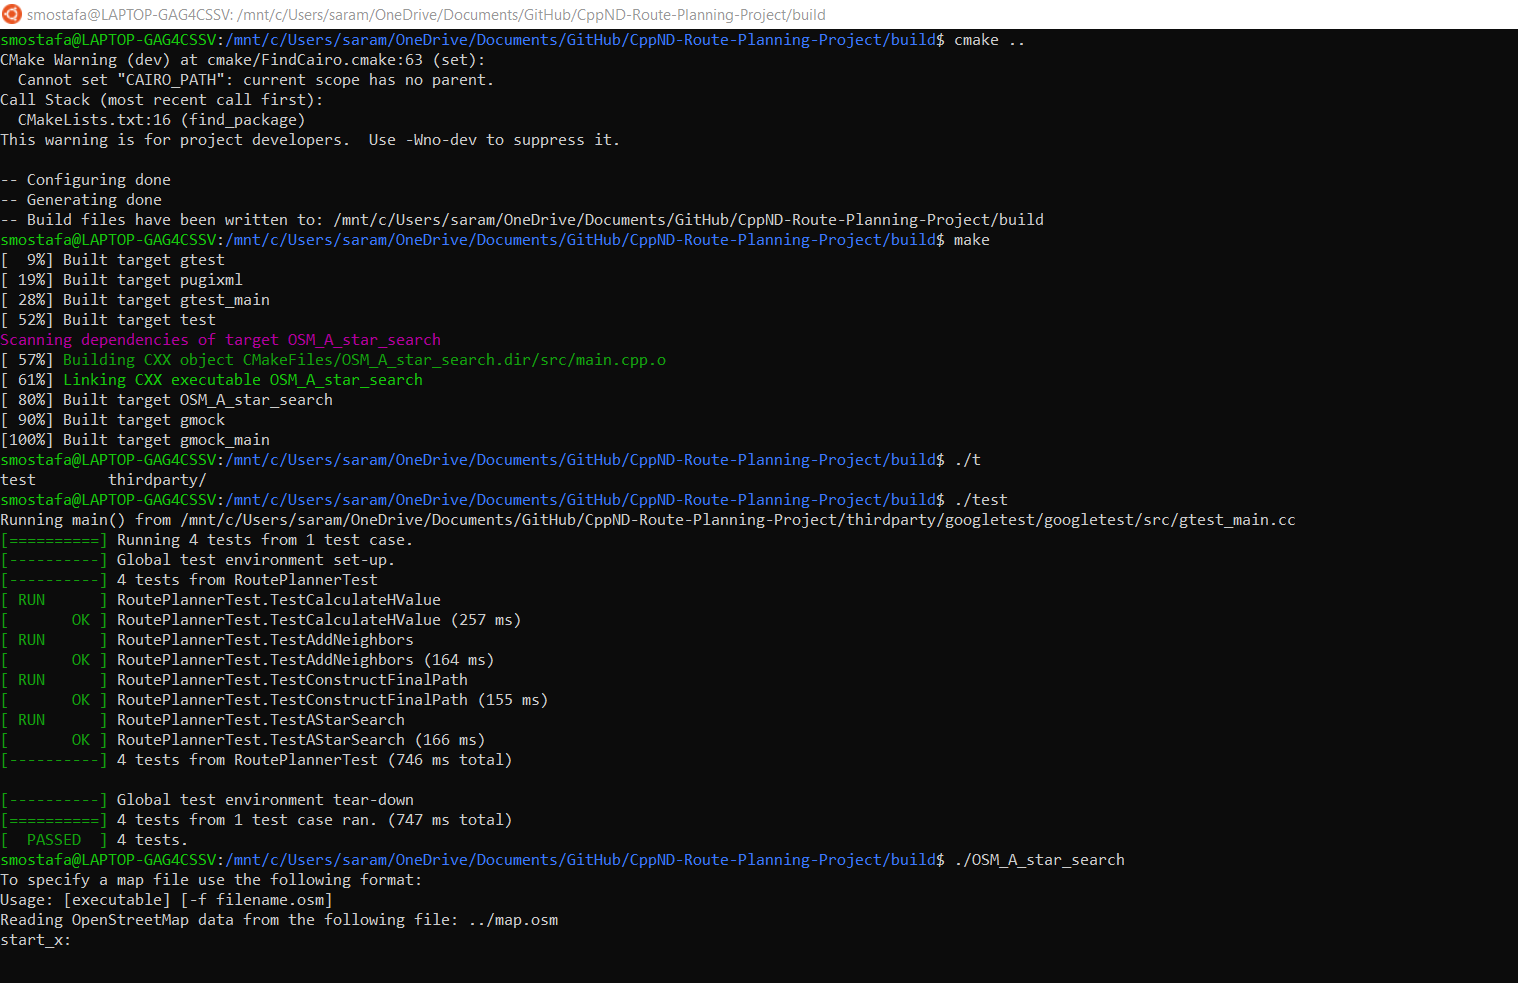 smostafa@LAPTOP-GAG4CSSV: /mnt/c/Users/saram/OneDrive/Documents/GitHub/CppND-Route-Planning-Project/build
smostafa@LAPTOP-GAG4CSSV:/mnt/c/Users/saram/OneDrive/Documents/GitHub/CppND-Route-Planning-Project/build$ cmake ..
CMake Warning (dev) at cmake/FindCairo.cmake:63 (set):
  Cannot set "CAIRO_PATH": current scope has no parent.
Call Stack (most recent call first):
  CMakeLists.txt:16 (find_package)
This warning is for project developers.  Use -Wno-dev to suppress it.

-- Configuring done
-- Generating done
-- Build files have been written to: /mnt/c/Users/saram/OneDrive/Documents/GitHub/CppND-Route-Planning-Project/build
smostafa@LAPTOP-GAG4CSSV:/mnt/c/Users/saram/OneDrive/Documents/GitHub/CppND-Route-Planning-Project/build$ make
[  9%] Built target gtest
[ 19%] Built target pugixml
[ 28%] Built target gtest_main
[ 52%] Built target test
Scanning dependencies of target OSM_A_star_search
[ 57%] Building CXX object CMakeFiles/OSM_A_star_search.dir/src/main.cpp.o
[ 61%] Linking CXX executable OSM_A_star_search
[ 80%] Built target OSM_A_star_search
[ 90%] Built target gmock
[100%] Built target gmock_main
smostafa@LAPTOP-GAG4CSSV:/mnt/c/Users/saram/OneDrive/Documents/GitHub/CppND-Route-Planning-Project/build$ ./t
test        thirdparty/
smostafa@LAPTOP-GAG4CSSV:/mnt/c/Users/saram/OneDrive/Documents/GitHub/CppND-Route-Planning-Project/build$ ./test
Running main() from /mnt/c/Users/saram/OneDrive/Documents/GitHub/CppND-Route-Planning-Project/thirdparty/googletest/googletest/src/gtest_main.cc
[==========] Running 4 tests from 1 test case.
[----------] Global test environment set-up.
[----------] 4 tests from RoutePlannerTest
[ RUN      ] RoutePlannerTest.TestCalculateHValue
[       OK ] RoutePlannerTest.TestCalculateHValue (257 ms)
[ RUN      ] RoutePlannerTest.TestAddNeighbors
[       OK ] RoutePlannerTest.TestAddNeighbors (164 ms)
[ RUN      ] RoutePlannerTest.TestConstructFinalPath
[       OK ] RoutePlannerTest.TestConstructFinalPath (155 ms)
[ RUN      ] RoutePlannerTest.TestAStarSearch
[       OK ] RoutePlannerTest.TestAStarSearch (166 ms)
[----------] 4 tests from RoutePlannerTest (746 ms total)

[----------] Global test environment tear-down
[==========] 4 tests from 1 test case ran. (747 ms total)
[  PASSED  ] 4 tests.
smostafa@LAPTOP-GAG4CSSV:/mnt/c/Users/saram/OneDrive/Documents/GitHub/CppND-Route-Planning-Project/build$ ./OSM_A_star_search
To specify a map file use the following format:
Usage: [executable] [-f filename.osm]
Reading OpenStreetMap data from the following file: ../map.osm
start_x: